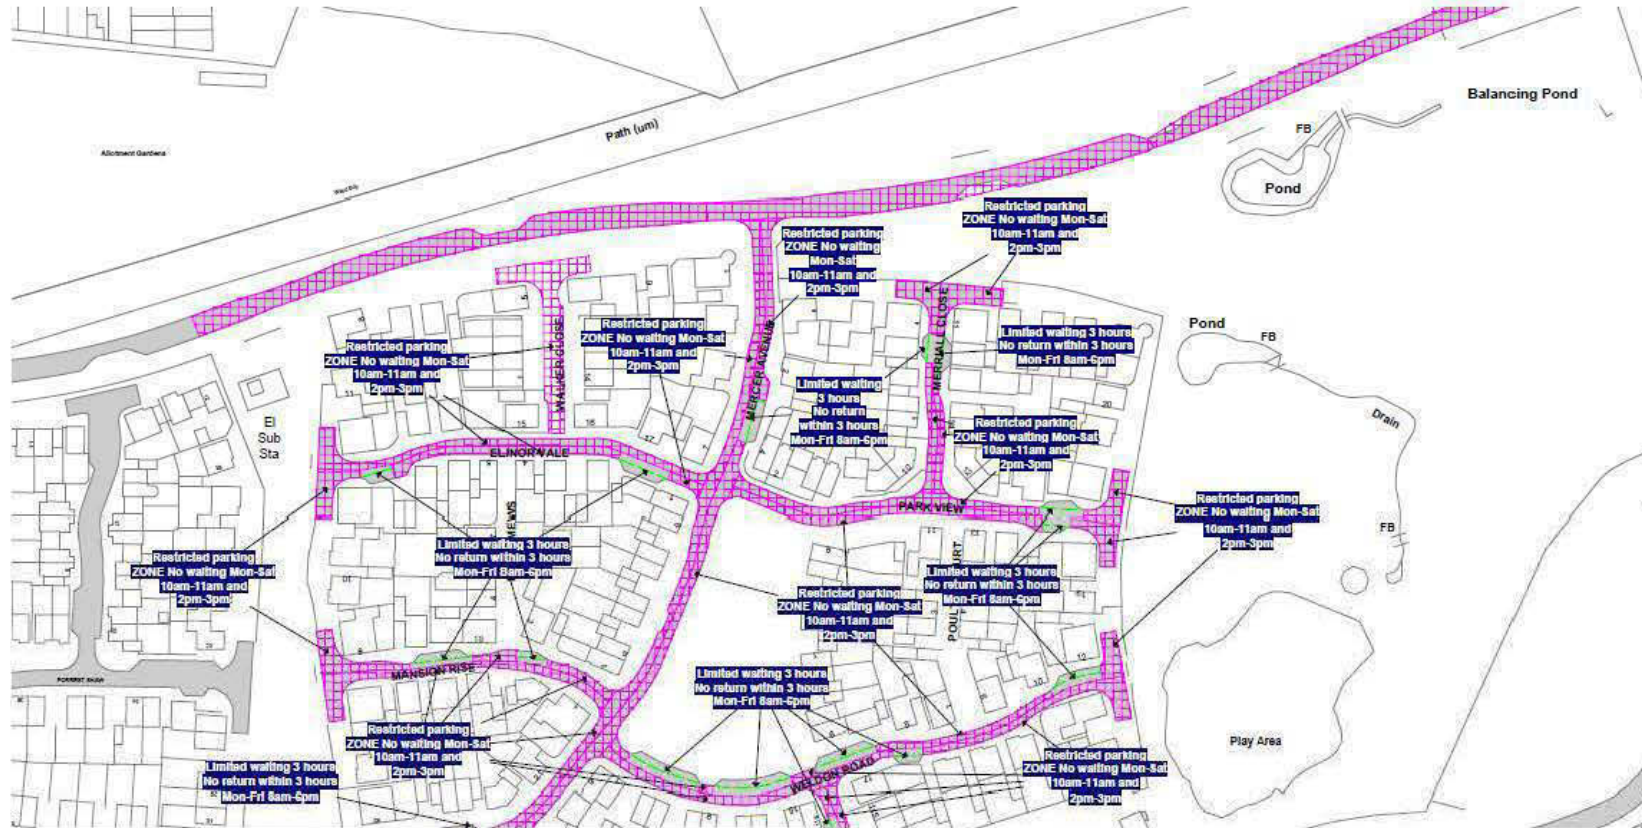 Balancing Pond
Path (um)
FB
Allotment Gardens
Pond
Restricted parking
ZONE No waiting Mon-Sat
10am-11am and
2pm-3pm
Restricted parking
ZONE No waiting
Mon-Sat
10am-11am and
2pm-3pm
MERRIALL CLOSE
Pond
FB
Restricted parking
ZONE No waiting Mon-Sat
10am-11am and
2pm-3pm
Restricted parking
ZONE No waiting Mon-Sat
10am-11am and
2pm-3pm
WALKER CLOSE
MERCER AVENUE
Limited waiting 3 hours
No return within 3 hours
Mon-Fri 8am-6pm
Limited waiting
3 hours
No return
within 3 hours
Mon-Fri 8am-6pm
Drain
El
Sub
Sta
Restricted parking
ZONE No waiting Mon-Sat
10am-11am and
2pm-3pm
ELINOR VALE
PARK VIEW
MEWS
Restricted parking
ZONE No waiting Mon-Sat
10am-11am and
2pm-3pm
FB
Limited waiting 3 hours
No return within 3 hours
Mon-Fri 8am-6pm
Restricted parking
ZONE No waiting Mon-Sat
10am-11am and
2pm-3pm
Limited waiting 3 hours
No return within 3 hours
Mon-Fri 8am-6pm
Restricted parking
ZONE No waiting Mon-Sat
10am-11am and
2pm-3pm
MANSION RISE
Limited waiting 3 hours
No return within 3 hours
Mon-Fri 8am-6pm
Restricted parking
ZONE No waiting Mon-Sat
10am-11am and
2pm-3pm
Play Area
WELDON ROAD
Limited waiting 3 hours
No return within 3 hours
Mon-Fri 8am-6pm
Restricted parking
ZONE No waiting Mon-Sat
10am-11am and
2pm-3pm